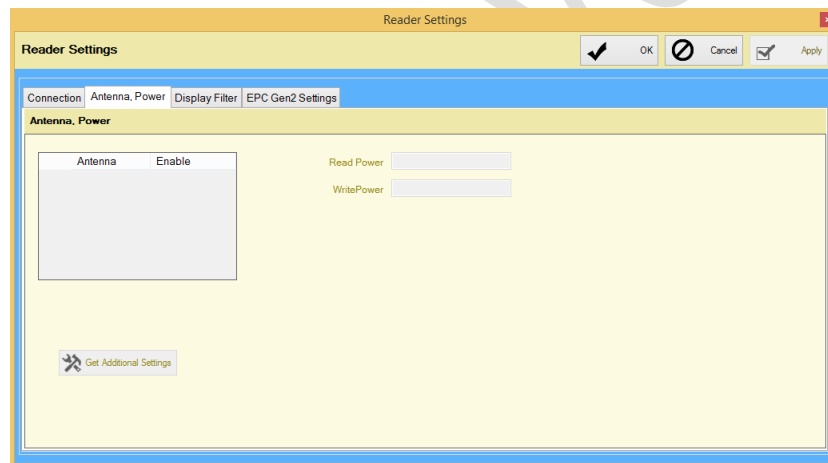 Reader Settings
Reader Settings
OK
Cancel
Apply
Connection
Antenna, Power
Display Filter
EPC Gen2 Settings
Antenna, Power
Antenna
Enable
Read Power
WritePower
Get Additional Settings